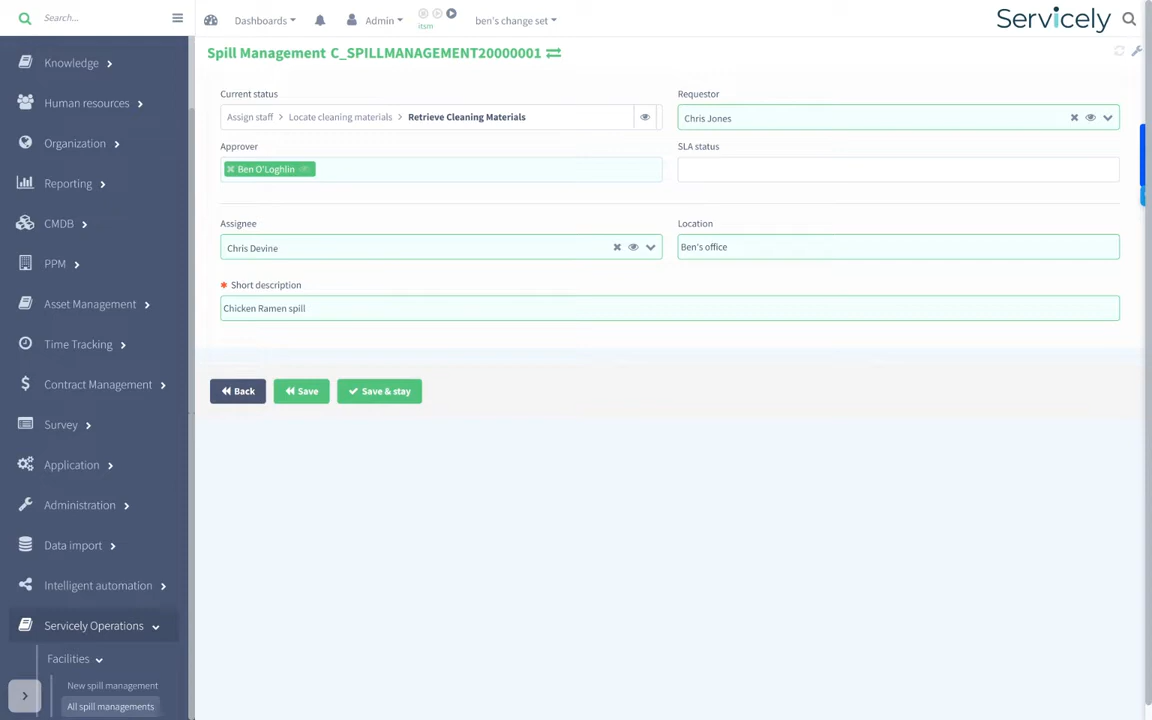 Search...
Dashboards
Admin
itsm
ben's change set
Servicely
Spill Management C_SPILLMANAGEMENT20000001
Knowledge
Human resources
Organization
Reporting
CMDB
PPM
Asset Management
Time Tracking
Contract Management
Survey
Application
Administration
Data import
Intelligent automation
Servicely Operations
Facilities
New spill management
All spill managements
Current status
Assign staff > Locate cleaning materials > Retrieve Cleaning Materials
Requestor
Chris Jones
Approver
Ben O'Loghlin
SLA status
Assignee
Chris Devine
Location
Ben's office
* Short description
Chicken Ramen spill
Back
Save
Save & stay